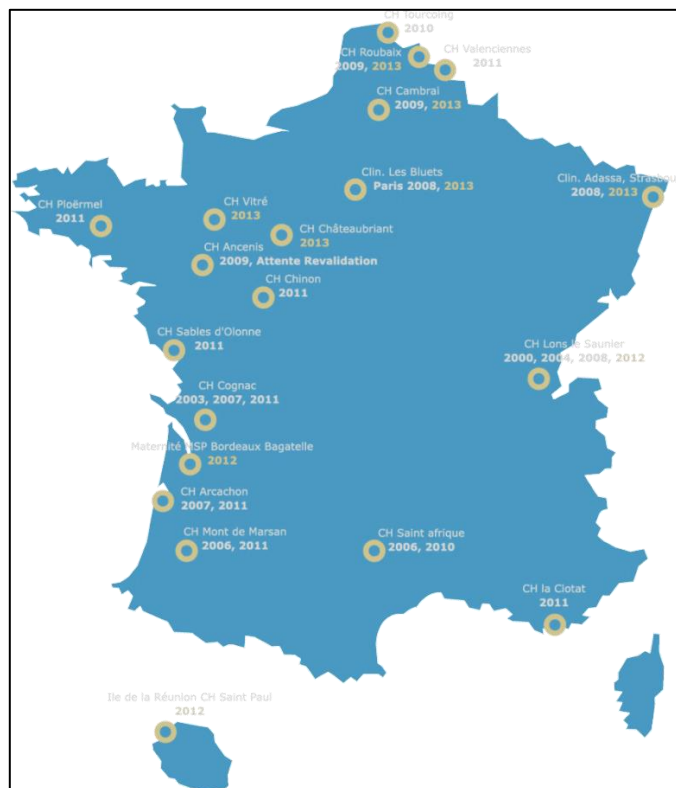 CH Tourcoing
2010
CH Roubaix
2009, 2013
CH Valenciennes
2011
CH Cambrai
2009, 2013
Clin. Les Bluets
Paris 2008, 2013
Clin. Adassa, Strasbou
2008, 2013
CH Ploërmel
2011
CH Vitré
2013
CH Châteaubriant
2013
CH Ancenis
2009, Attente Revalidation
CH Chinon
2011
CH Sables d'Olonne
2011
CH Lons le Saunier
2000, 2004, 2008, 2012
CH Cognac
2003, 2007, 2011
Maternité MSP Bordeaux Bagatelle
2012
CH Arcachon
2007, 2011
CH Mont de Marsan
2006, 2011
CH Saint afrique
2006, 2010
CH la Ciotat
2011
Ile de la Réunion CH Saint Paul
2012